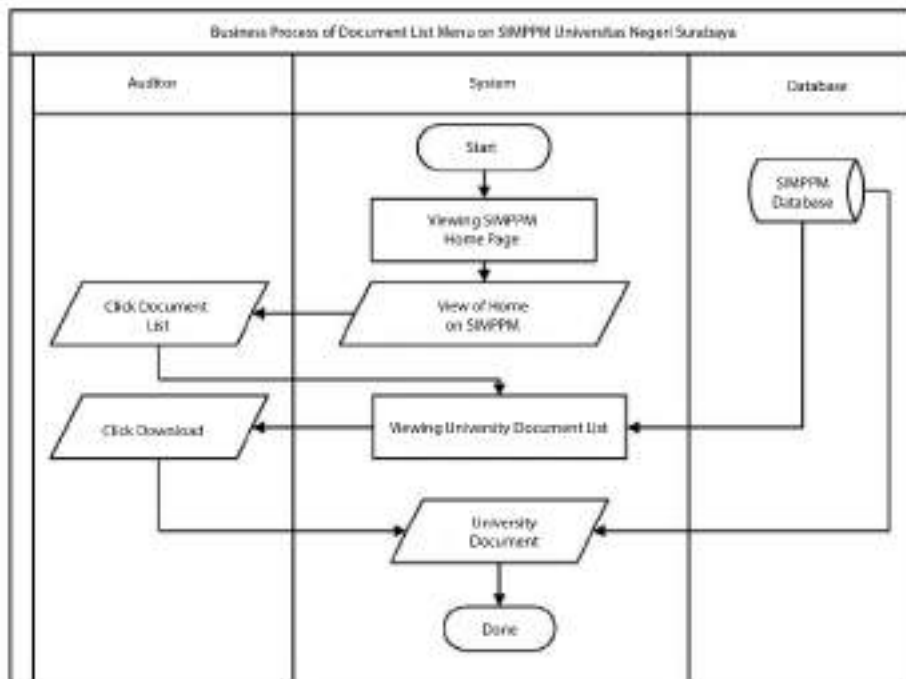 Business Process of Document List Menu on SIMPPM Universitas Negeri Surabaya
Auditor
System
Database
Start
SIMPPM
Database
Viewing SIMPPM
Home Page
Click Document
List
View of Home
on SIMPPM
Click Download
Viewing University Document List
University
Document
Done